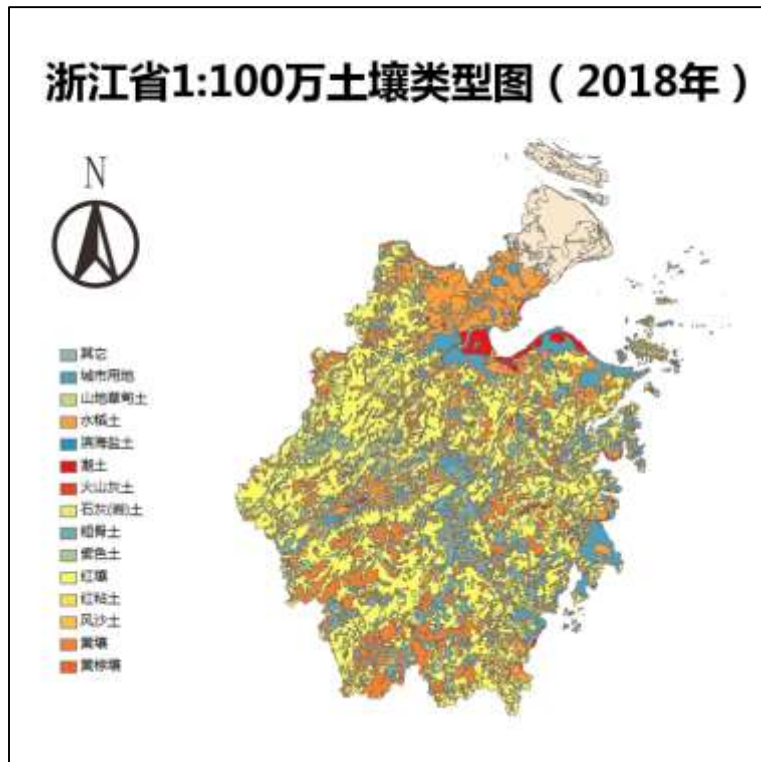 浙江省1:100万土壤类型图（2018年）
N
其它
城市用地
山地草甸土
水稻土
滨海盐土
潮土
火山灰土
石灰(岩)土
粗骨土
紫色土
红壤
红粘土
风沙土
黄壤
黄棕壤